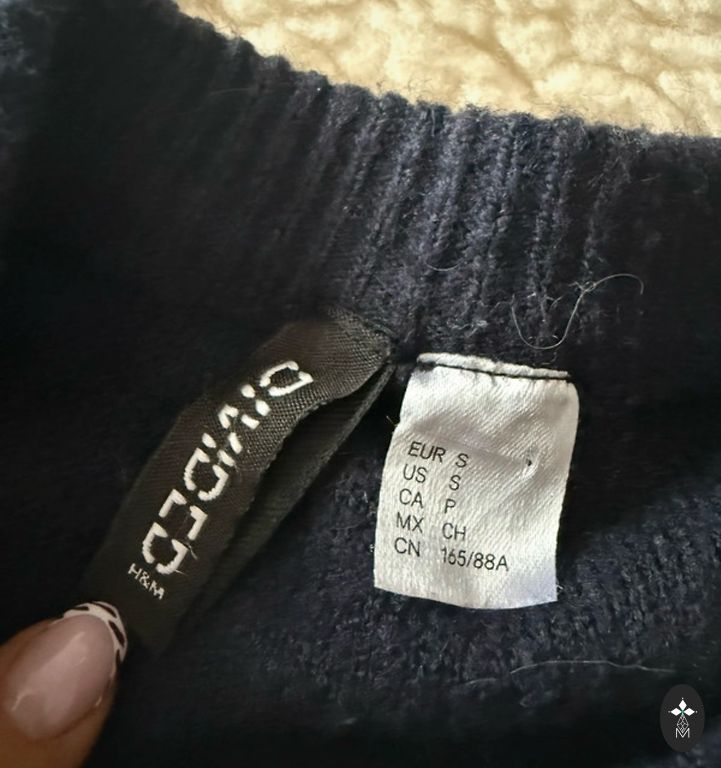 DIVIDED
H&M
EUR S
US S
CA P
MX CH
CN 165/88A
M